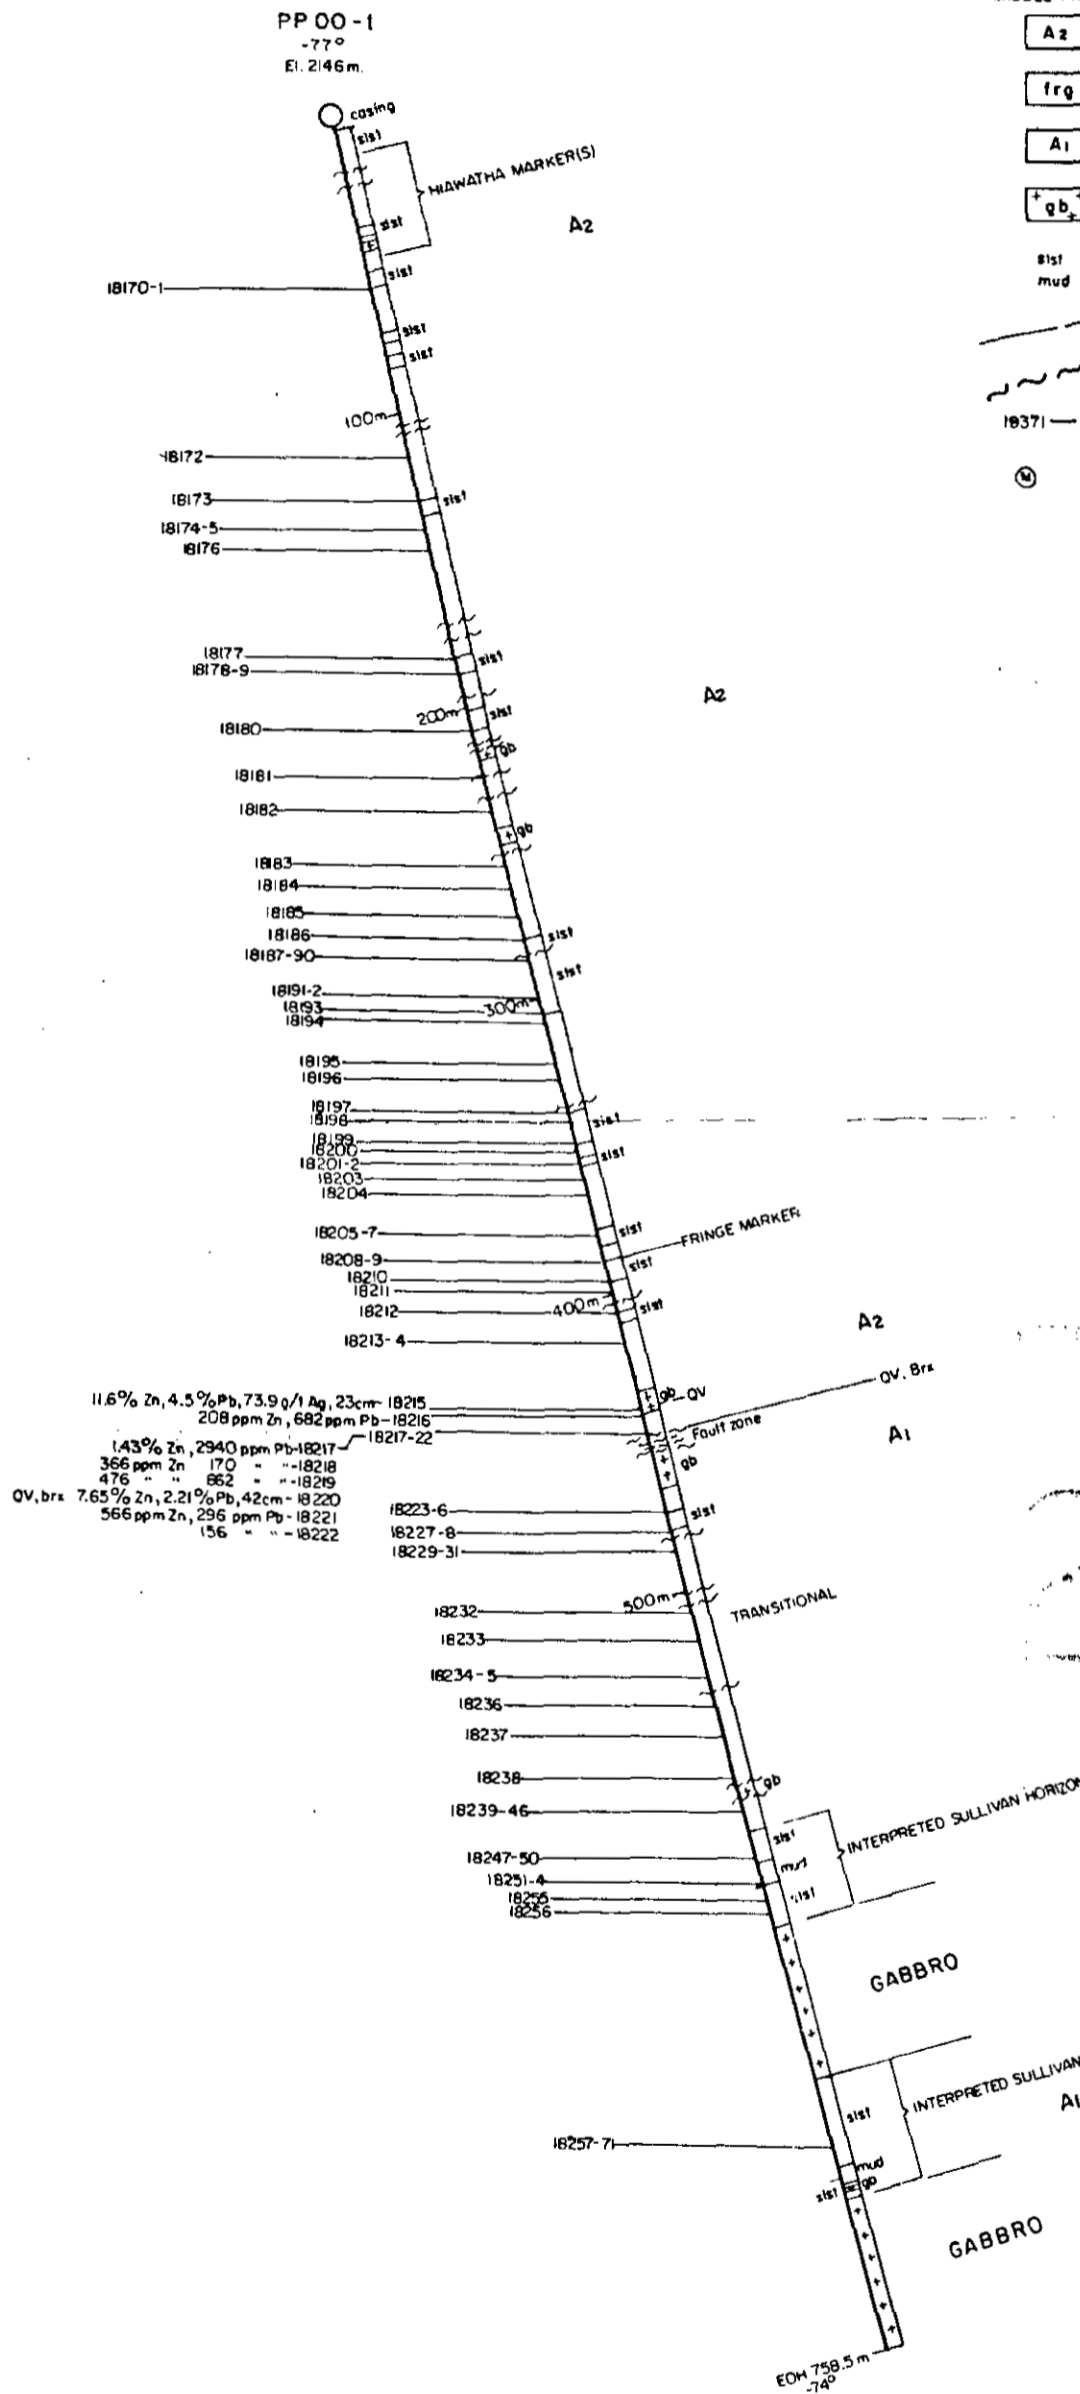 PP 00-1
-77°
El. 2146m.
casing
slst
HIAWATHA MARKER(S)
slst
A2
slst
18170-1
slst
slst
100m
18172
18173
slst
18174-5
18176
18177
slst
18178-9
A2
200m
slst
18180
gb
18181
18182
gb
18183
18184
18185
18186
slst
18187-90
slst
18191-2
18193
300m
18194
18195
18196
18197
18198
slst
18199
18200
18201-2
slst
18203
18204
18205-7
slst
FRINGE MARKER
18208-9
slst
18210
18211
400m
18212
slst
A2
18213-4
gb
QV
QV, Brx
11.6% Zn, 4.5% Pb, 73.9 g/t Ag, 23cm-18215
208 ppm Zn, 682ppm Pb-18216
18217-22
Fault zone
A1
1.43% Zn, 2940 ppm Pb-18217
gb
366 ppm Zn 170 " "-18218
476 " " 662 " "-18219
QV, brx 7.65% Zn, 2.21% Pb, 42cm-18220
566 ppm Zn, 296 ppm Pb-18221
156 " "-18222
18223-6
slst
18227-8
18229-31
500m
18232
TRANSITIONAL
18233
18234-5
18236
18237
18238
gb
18239-46
slst
INTERPRETED SULLIVAN HORIZON
18247-50
mud
18251-4
slst
18255
18256
GABBRO
INTERPRETED SULLIVAN
A1
slst
18257-71
mud
slst
gb
GABBRO
EOH 758.5m
-74°
A2
frg
A1
gb
slst
mud
18371
M